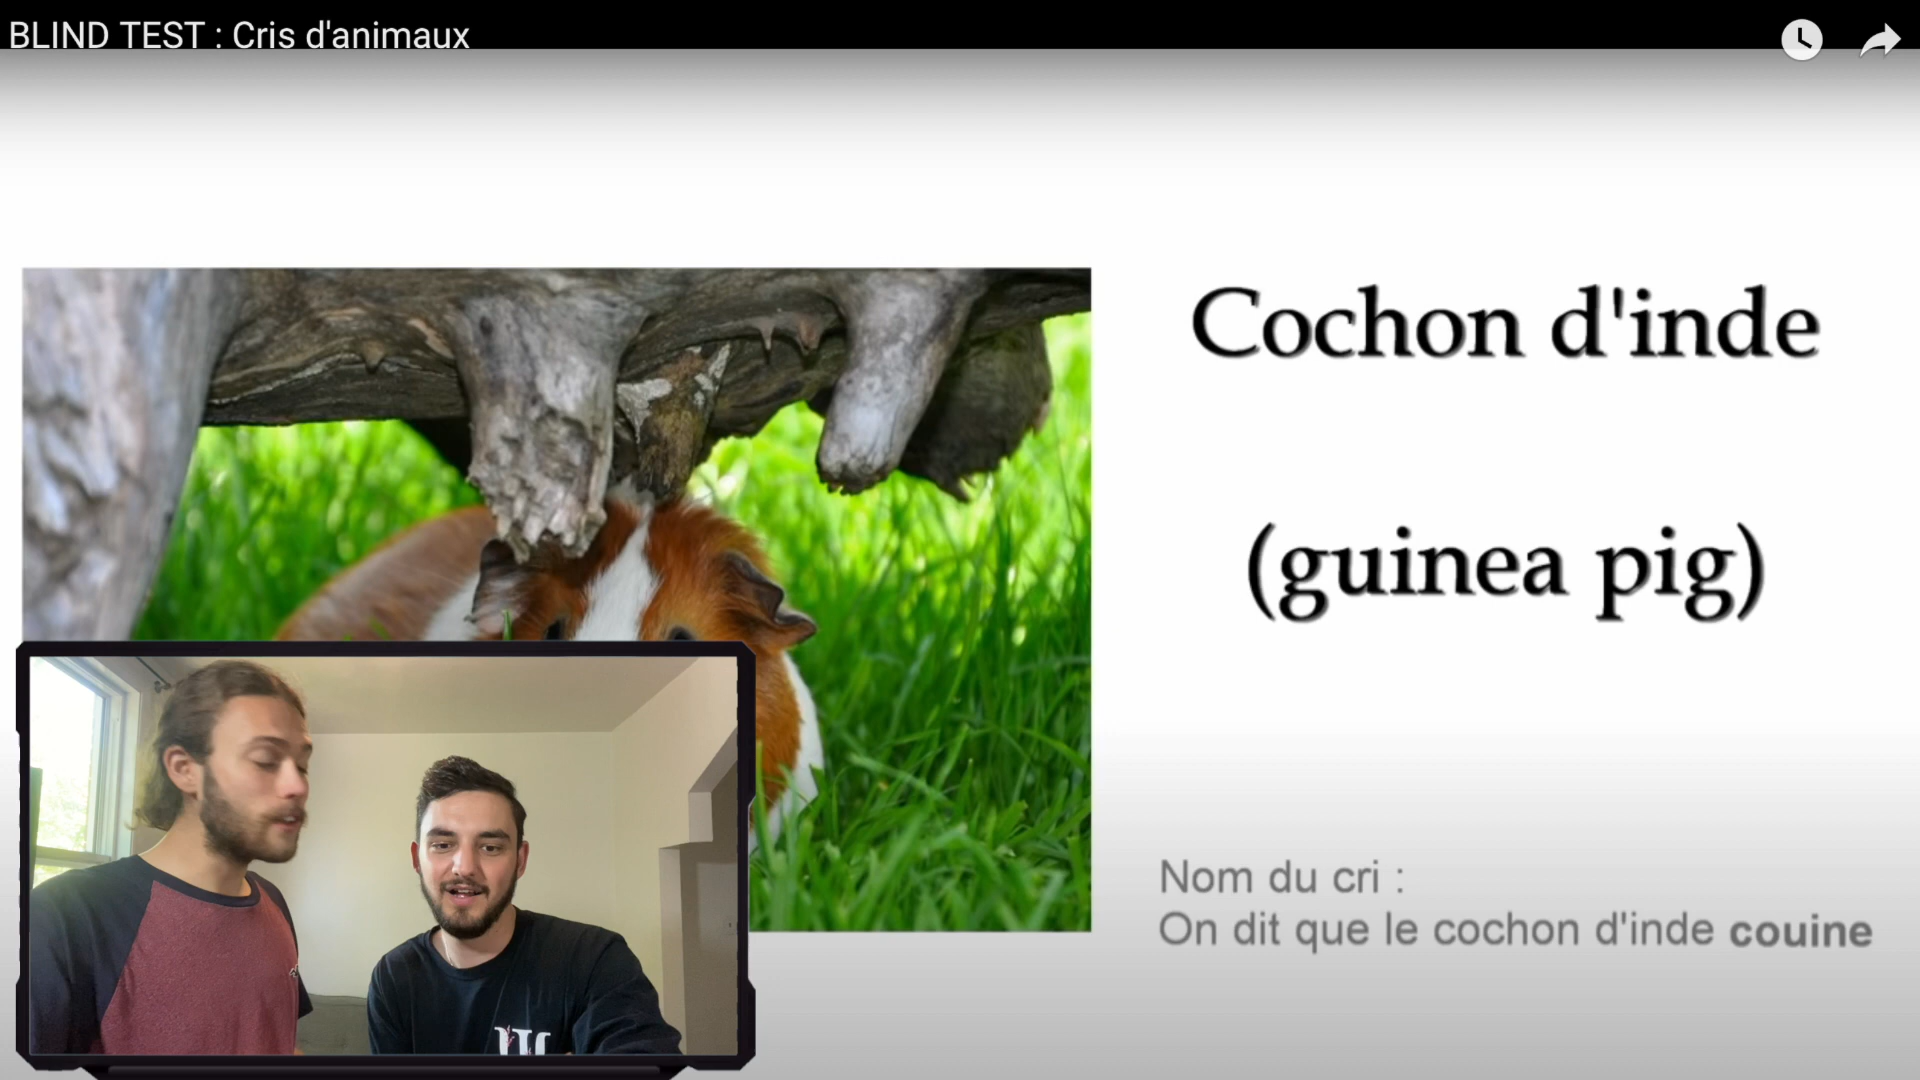 BLIND TEST : Cris d'animaux
Cochon d'inde
(guinea pig)
Nom du cri :
On dit que le cochon d'inde couine